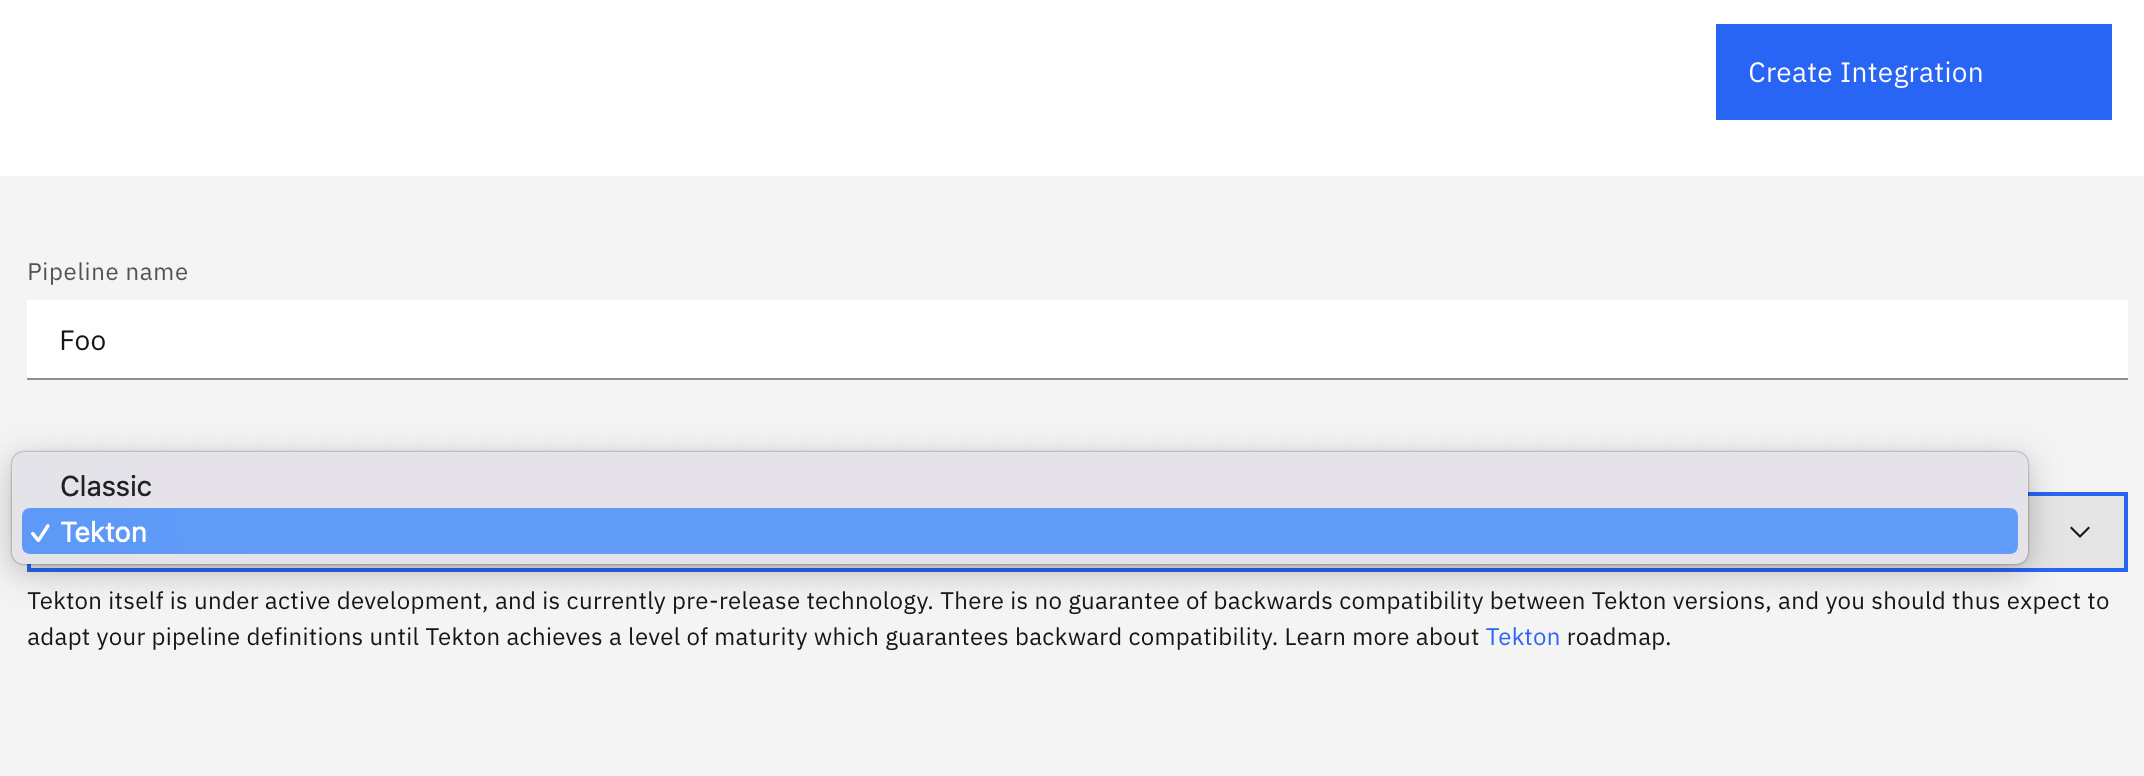 Create Integration
Pipeline name
Foo
Classic
✓ Tekton
Tekton itself is under active development, and is currently pre-release technology. There is no guarantee of backwards compatibility between Tekton versions, and you should thus expect to
adapt your pipeline definitions until Tekton achieves a level of maturity which guarantees backward compatibility. Learn more about Tekton roadmap.